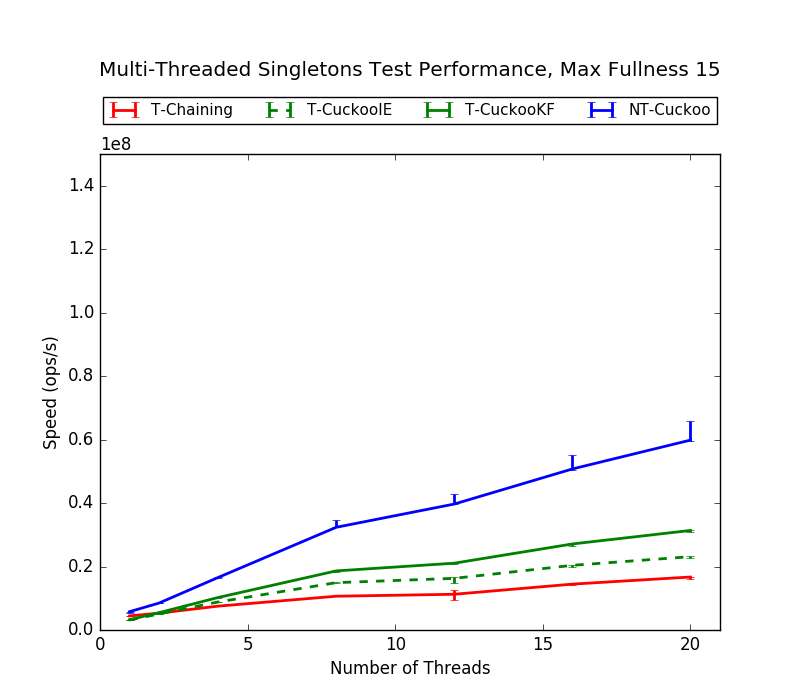 Multi-Threaded Singletons Test Performance, Max Fullness 15
T-Chaining T-CuckooIE T-CuckooKF NT-Cuckoo
1e8
1.4
1.2
1.0
0.8
0.6
0.4
0.2
0.0
Speed (ops/s)
0 5 10 15 20
Number of Threads